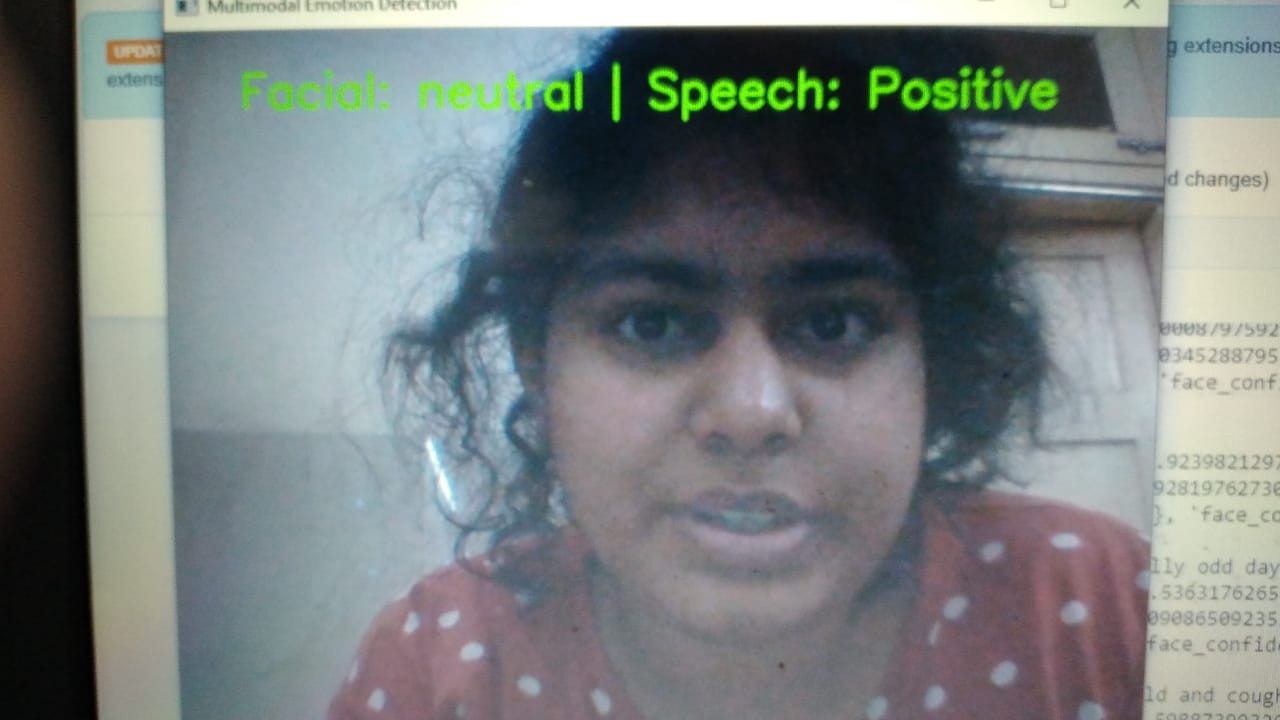 Multimodal Emotion Detection
UPDAT
extens
Facial: neutral | Speech: Positive
g extensions
d changes)
0008797592
0345288795
'face_conf
.9239821297
9281976273
}, 'face_co
lly odd day
.5363176265
09086509235
face_confid
ld and cough